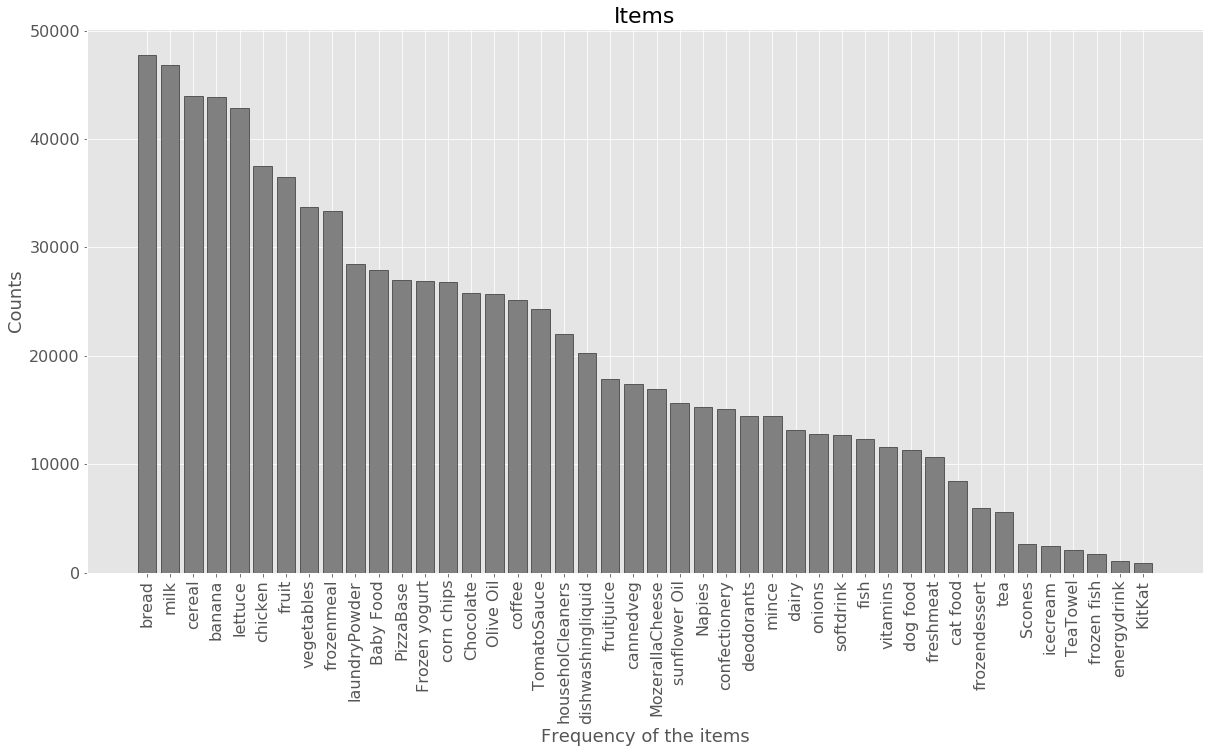 Items
Counts
50000
40000
30000
20000
10000
0
bread
milk
cereal
banana
lettuce
chicken
fruit
vegetables
frozenmeal
laundryPowder
Baby Food
PizzaBase
Frozen yogurt
corn chips
Chocolate
Olive Oil
coffee
TomatoSauce
householCleaners
dishwashingliquid
fruitjuice
cannedveg
MozerallaCheese
sunflower Oil
Napies
confectionery
deodorants
mince
dairy
onions
softdrink
fish
vitamins
dog food
freshmeat
cat food
frozendessert
tea
Scones
icecream
TeaTowel
frozen fish
energydrink
KitKat
Frequency of the items